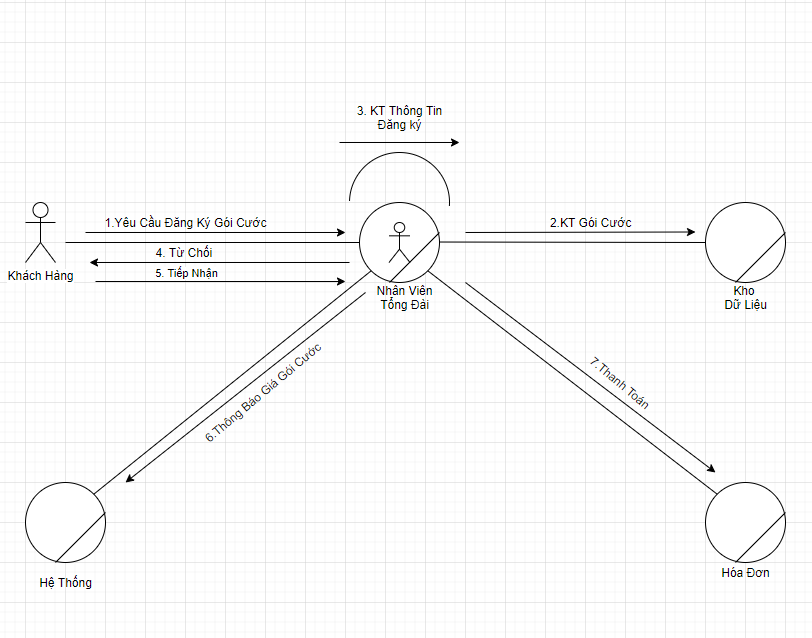 3. KT Thông Tin
Đăng ký
1.Yêu Cầu Đăng Ký Gói Cước
2.KT Gói Cước
4. Từ Chối
5. Tiếp Nhận
Khách Hàng
Nhân Viên
Tổng Đài
Kho
Dữ Liệu
6.Thông Báo Giá Gói Cước
7.Thanh Toán
Hệ Thống
Hóa Đơn